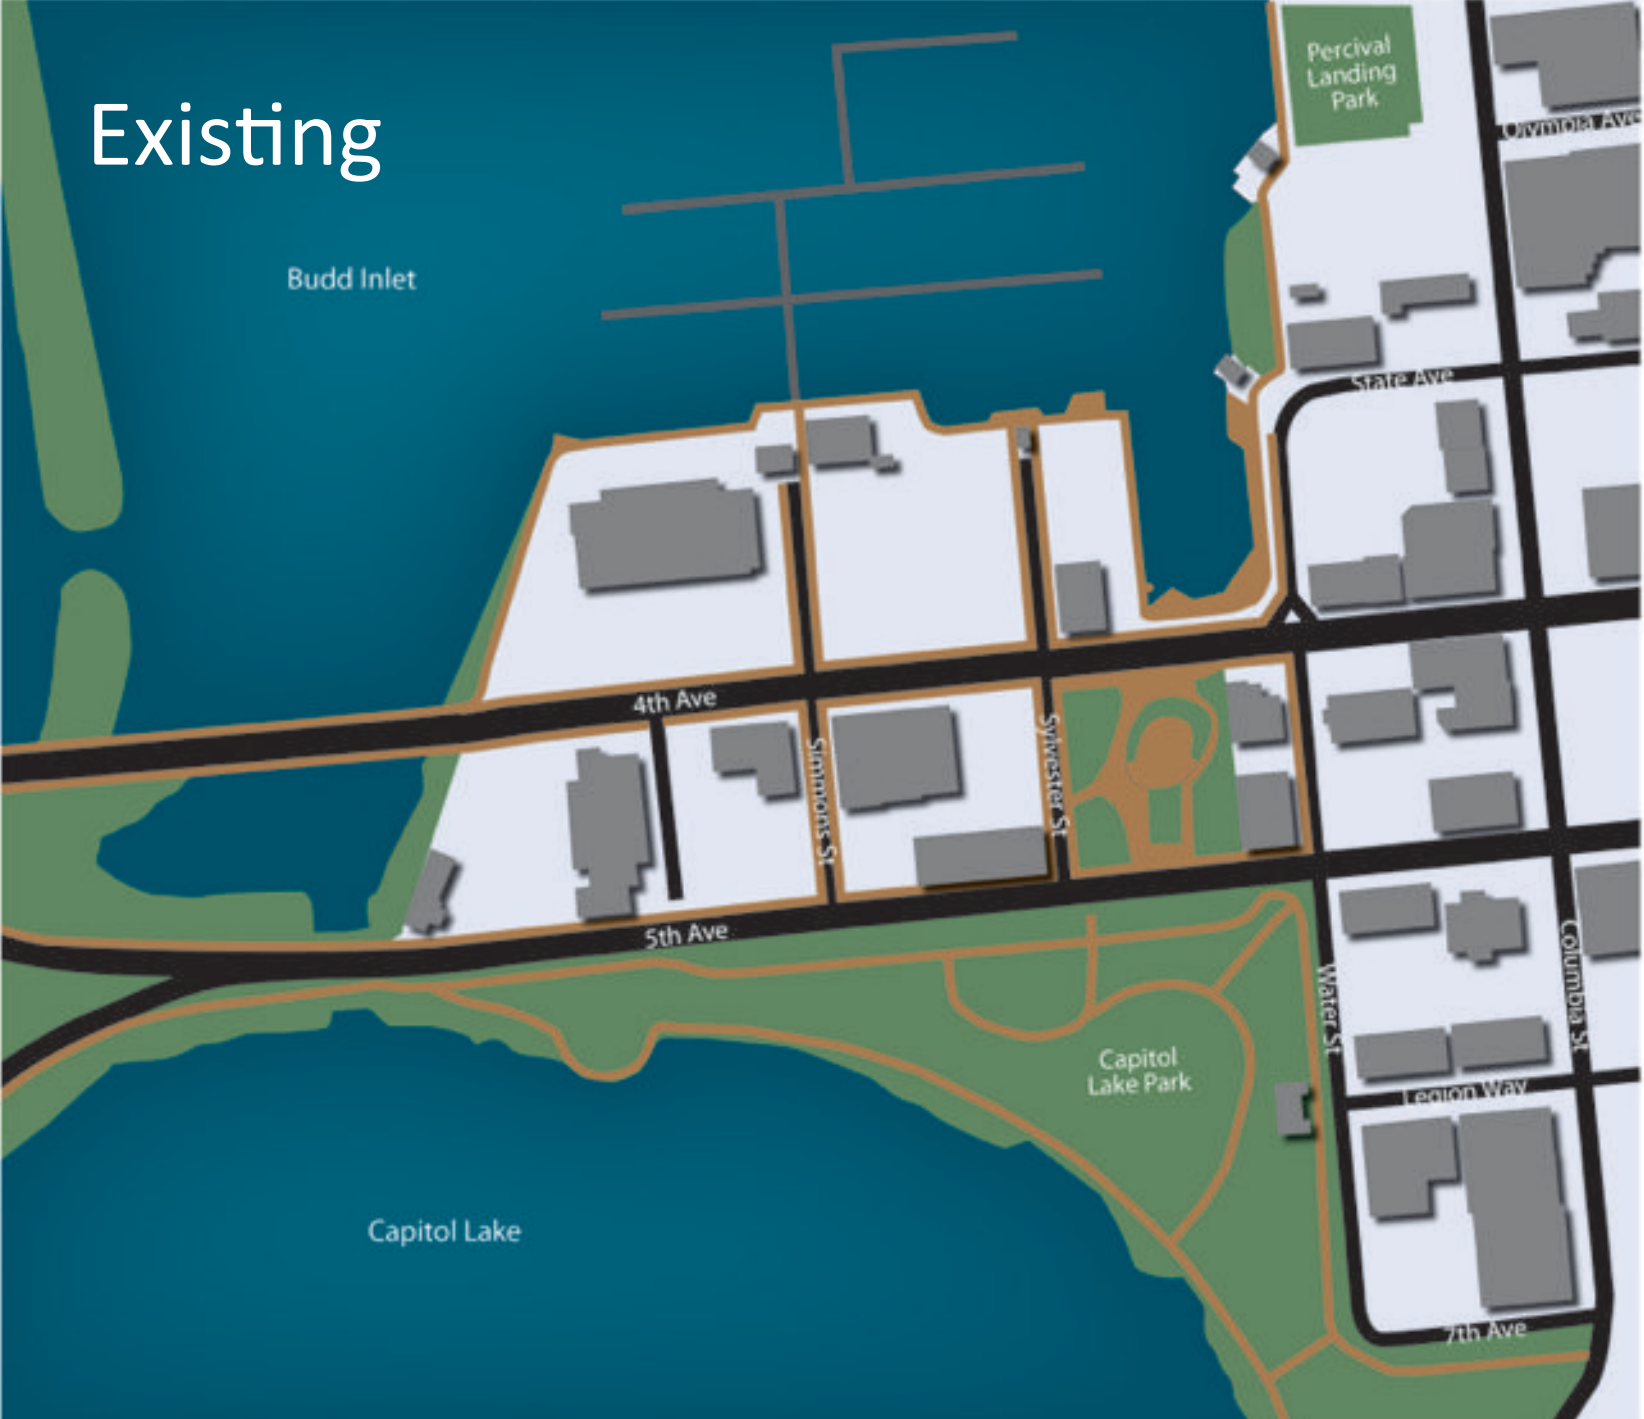 Existing
Percival
Landing
Park
Olympia Ave
Budd Inlet
State Ave
4th Ave
Simmons St
Sylvester St
5th Ave
Water St
Columbia St
Capitol
Lake Park
Legion Way
Capitol Lake
7th Ave